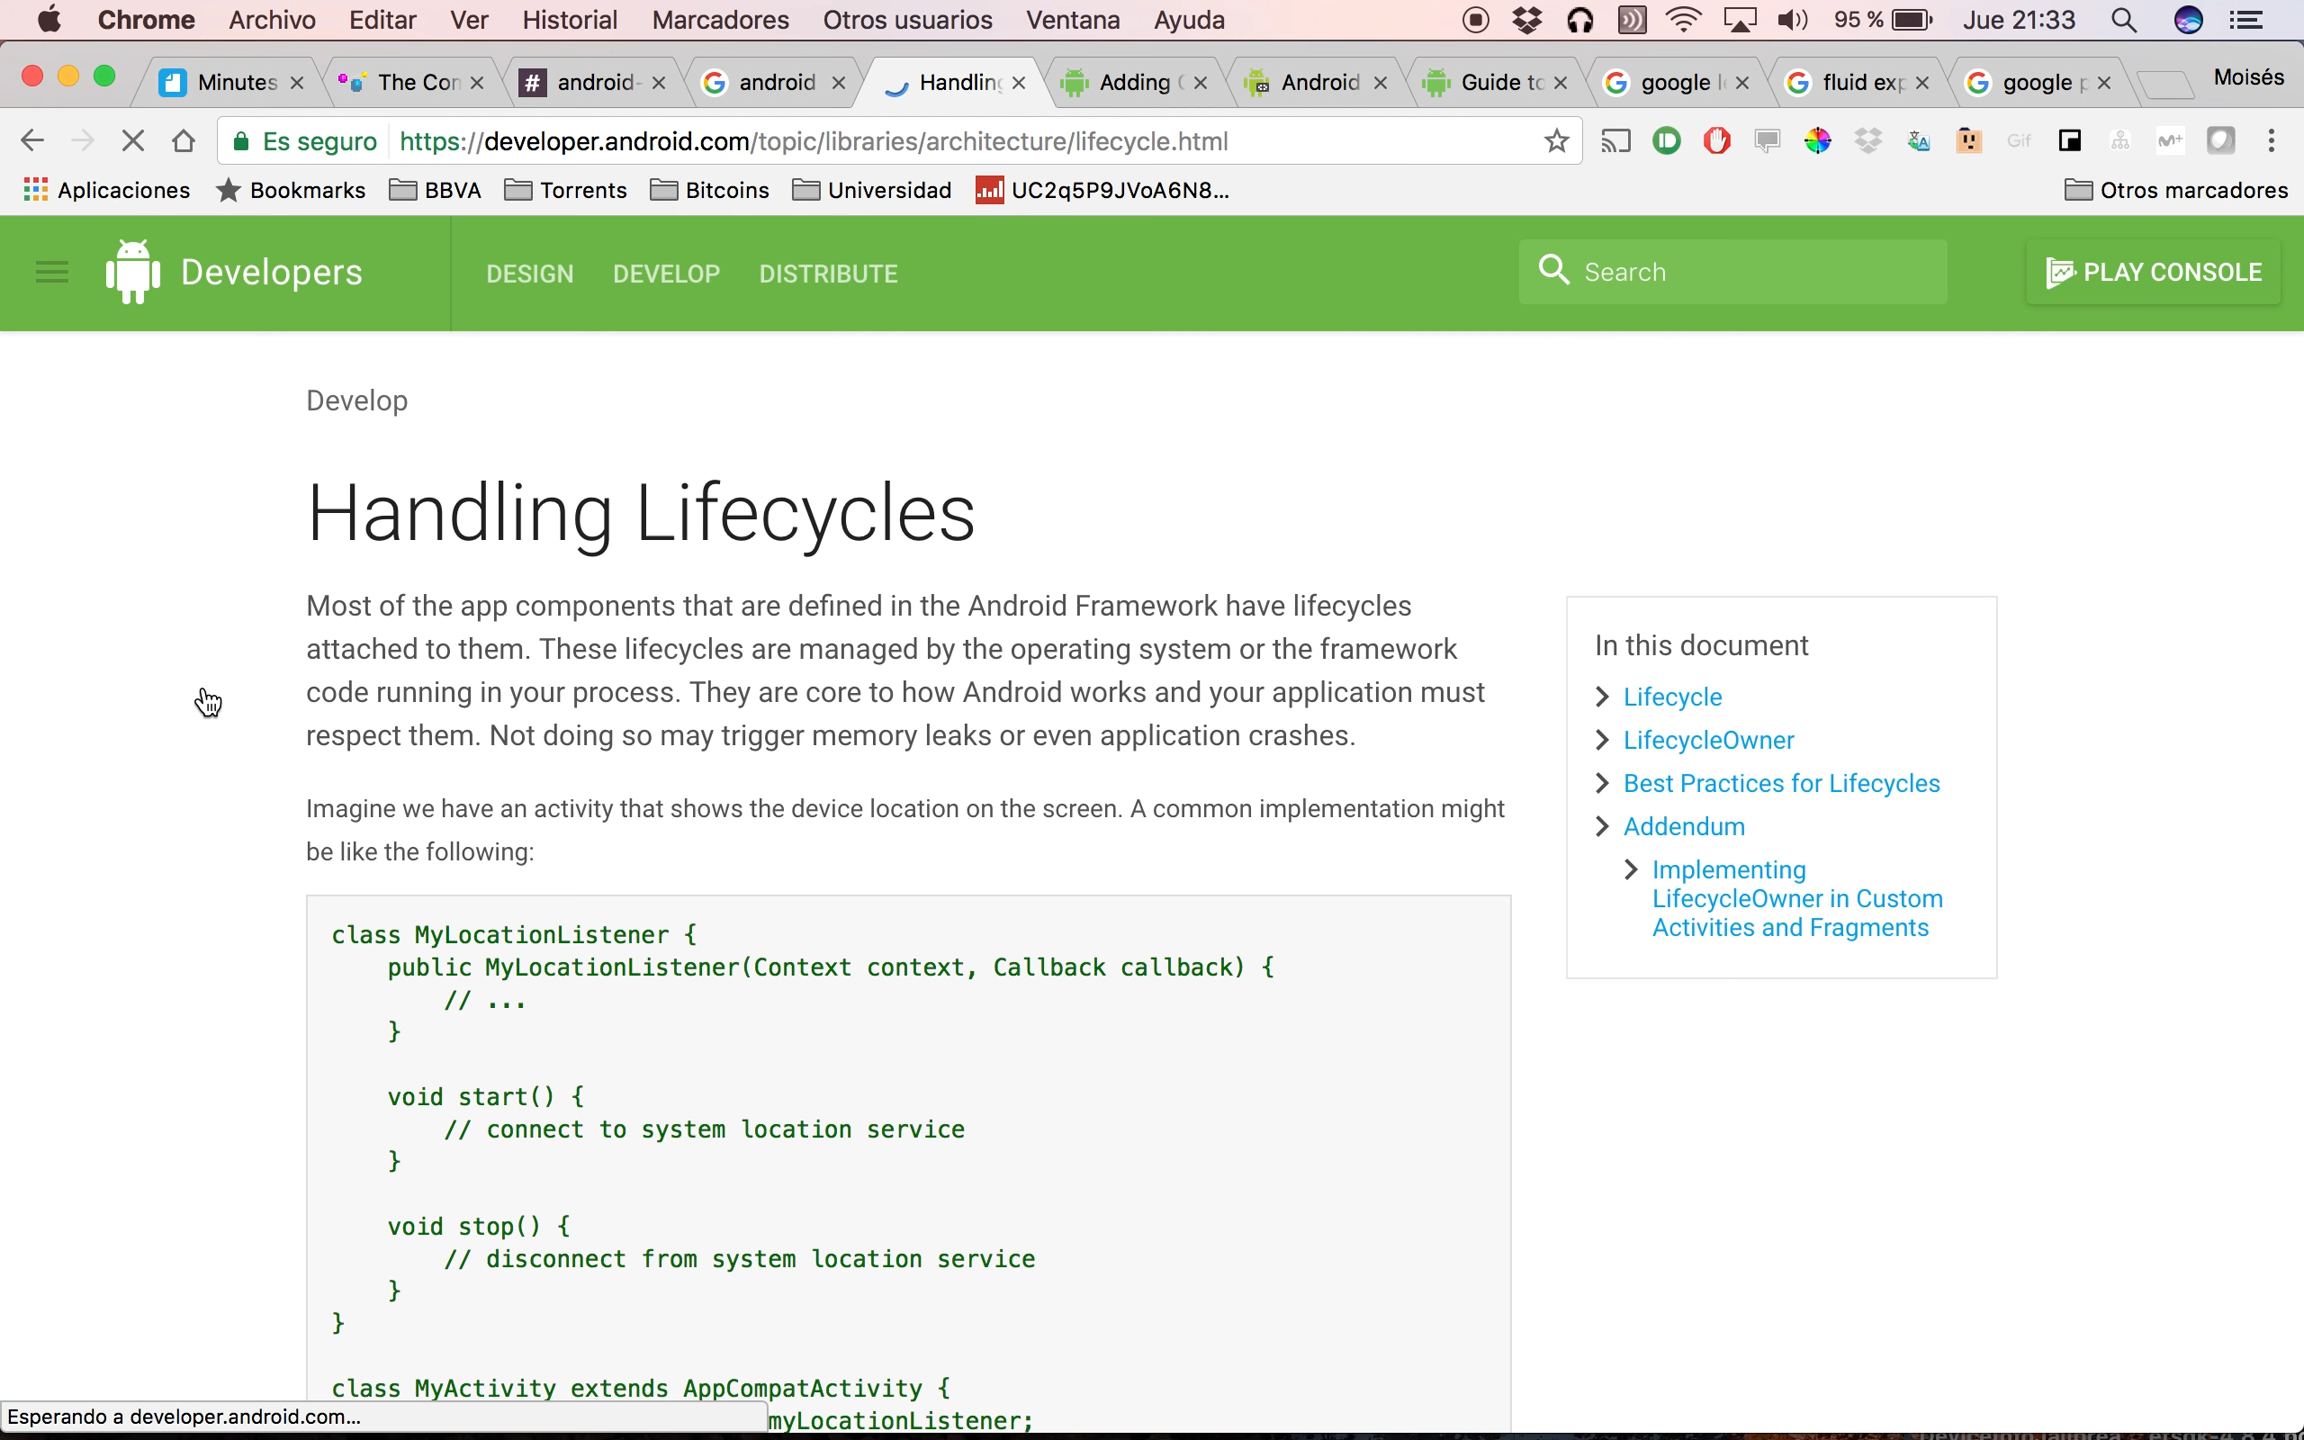 Chrome Archivo Editar Ver Historial Marcadores Otros usuarios Ventana Ayuda 95 % Jue 21:33
Minutes The Con # android- android Handling Adding Android Guide to google fluid exp google Moisés
Es seguro https://developer.android.com/topic/libraries/architecture/lifecycle.html Gif M+
Aplicaciones Bookmarks BBVA Torrents Bitcoins Universidad UC2q5P9JVoA6N8... Otros marcadores
Developers DESIGN DEVELOP DISTRIBUTE Search PLAY CONSOLE
Develop
Handling Lifecycles
Most of the app components that are defined in the Android Framework have lifecycles
attached to them. These lifecycles are managed by the operating system or the framework
code running in your process. They are core to how Android works and your application must
respect them. Not doing so may trigger memory leaks or even application crashes.
Imagine we have an activity that shows the device location on the screen. A common implementation might
be like the following:
class MyLocationListener {
public MyLocationListener(Context context, Callback callback) {
// ...
}
void start() {
// connect to system location service
}
void stop() {
// disconnect from system location service
}
}
class MyActivity extends AppCompatActivity {
myLocationListener;
In this document
Lifecycle
LifecycleOwner
Best Practices for Lifecycles
Addendum
Implementing
LifecycleOwner in Custom
Activities and Fragments
Esperando a developer.android.com...